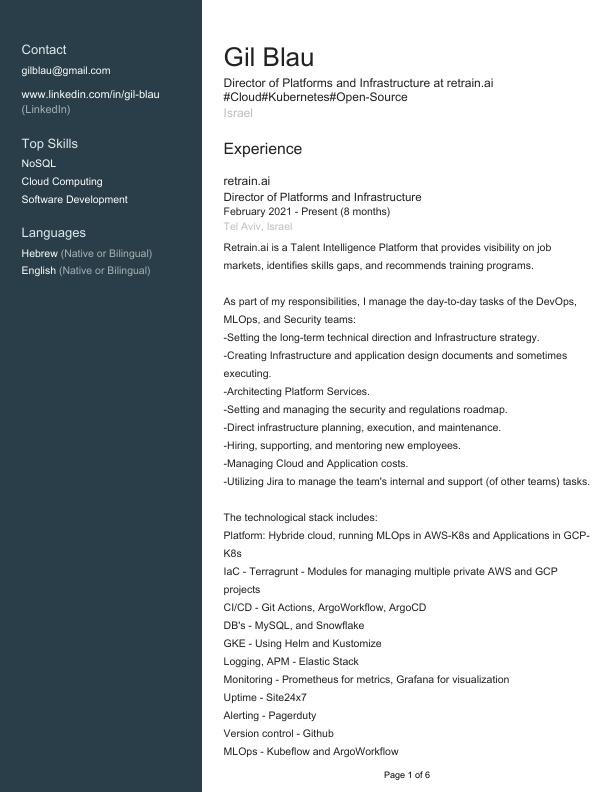 Contact
gilblau@gmail.com
www.linkedin.com/in/gil-blau
(LinkedIn)
Top Skills
NoSQL
Cloud Computing
Software Development
Languages
Hebrew (Native or Bilingual)
English (Native or Bilingual)
Gil Blau
Director of Platforms and Infrastructure at retrain.ai
#Cloud#Kubernetes#Open-Source
Israel
Experience
retrain.ai
Director of Platforms and Infrastructure
February 2021 - Present (8 months)
Tel Aviv, Israel
Retrain.ai is a Talent Intelligence Platform that provides visibility on job
markets, identifies skills gaps, and recommends training programs.
As part of my responsibilities, I manage the day-to-day tasks of the DevOps,
MLOps, and Security teams:
-Setting the long-term technical direction and Infrastructure strategy.
-Creating Infrastructure and application design documents and sometimes
executing.
-Architecting Platform Services.
-Setting and managing the security and regulations roadmap.
-Direct infrastructure planning, execution, and maintenance.
-Hiring, supporting, and mentoring new employees.
-Managing Cloud and Application costs.
-Utilizing Jira to manage the team's internal and support (of other teams) tasks.
The technological stack includes:
Platform: Hybride cloud, running MLOps in AWS-K8s and Applications in GCP-
K8s
IaC - Terragrunt - Modules for managing multiple private AWS and GCP
projects
CI/CD - Git Actions, ArgoWorkflow, ArgoCD
DB's - MySQL, and Snowflake
GKE - Using Helm and Kustomize
Logging, APM - Elastic Stack
Monitoring - Prometheus for metrics, Grafana for visualization
Uptime - Site24x7
Alerting - Pagerduty
Version control - Github
MLOps - Kubeflow and ArgoWorkflow
Page 1 of 6